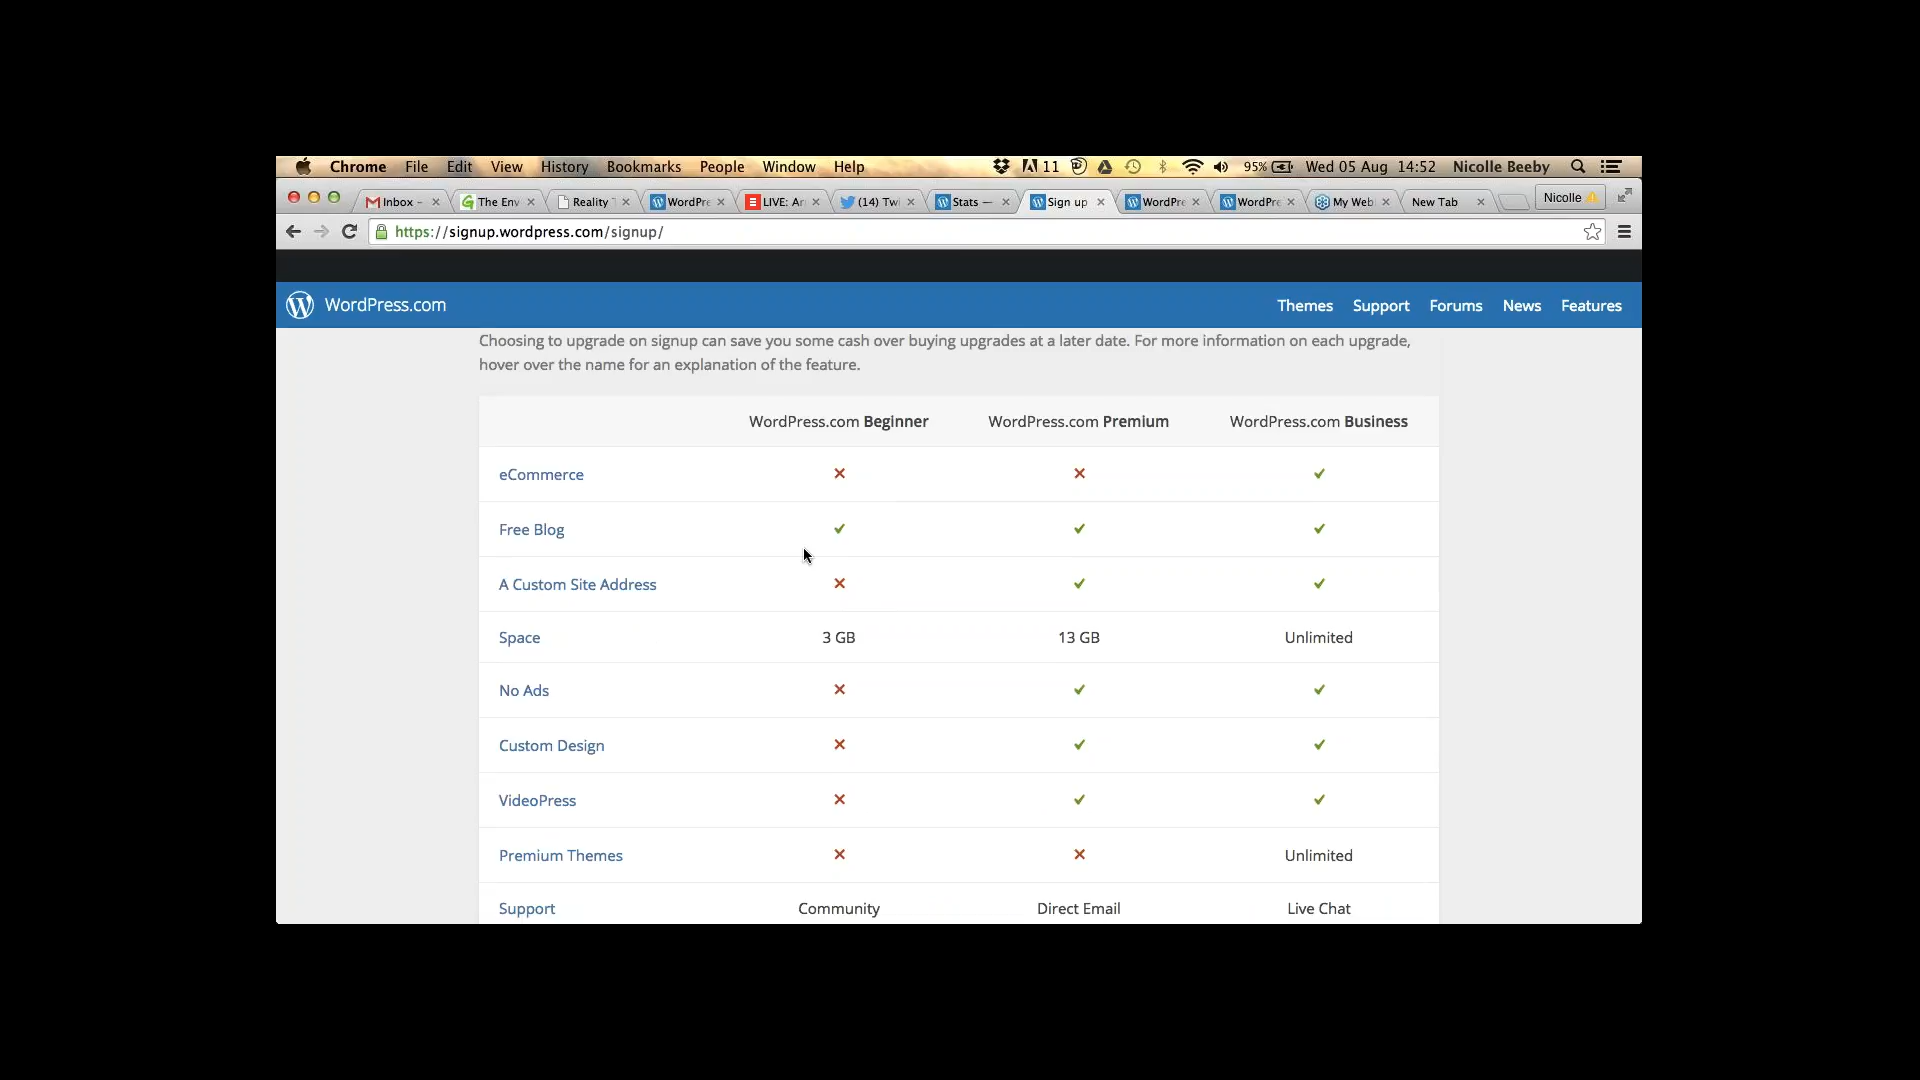 Chrome File Edit View History Bookmarks People Window Help 11 95% Wed 05 Aug 14:52 Nicolle Beeby
Inbox - The Env Reality WordPre LIVE: Ar (14) Twi Stats — Sign up WordPre WordPre My Web New Tab Nicolle
https://signup.wordpress.com/signup/
WordPress.com Themes Support Forums News Features
Choosing to upgrade on signup can save you some cash over buying upgrades at a later date. For more information on each upgrade,
hover over the name for an explanation of the feature.
WordPress.com Beginner WordPress.com Premium WordPress.com Business
eCommerce
Free Blog
A Custom Site Address
Space 3 GB 13 GB Unlimited
No Ads
Custom Design
VideoPress
Premium Themes Unlimited
Support Community Direct Email Live Chat